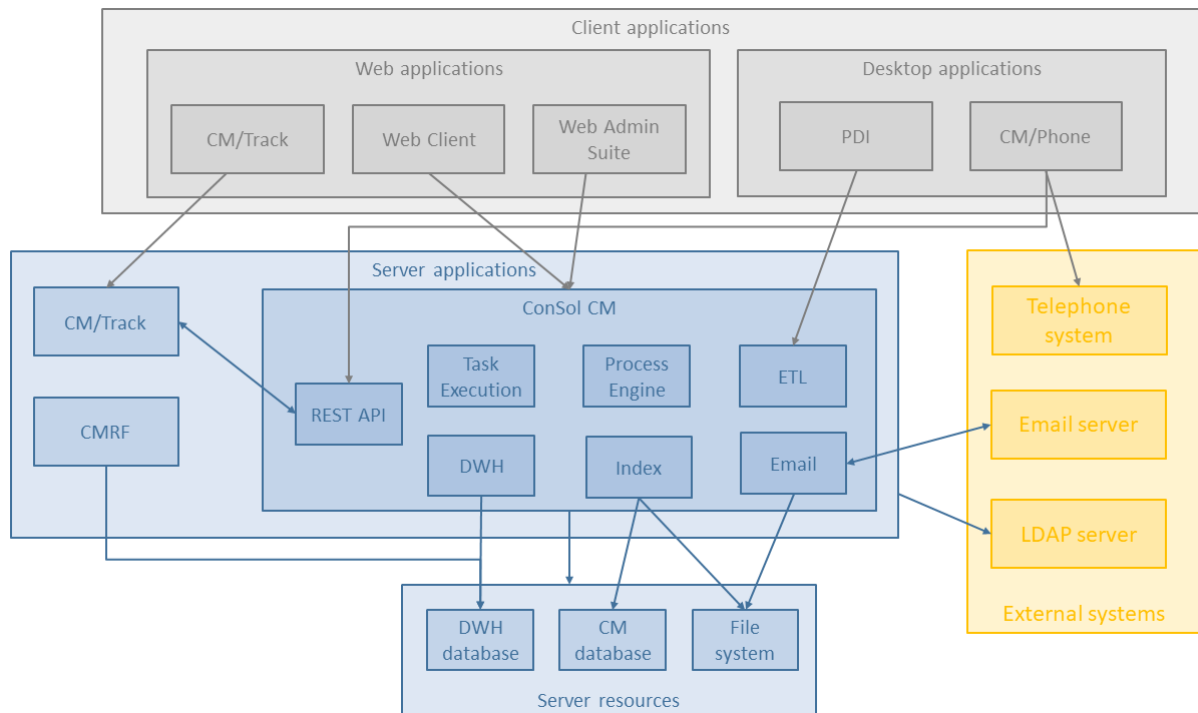 Client applications
Web applications
Desktop applications
CM/Track
Web Client
Web Admin
Suite
PDI
CM/Phone
Server applications
CM/Track
CMRF
ConSol CM
Task
Execution
Process
Engine
ETL
REST API
DWH
Index
Email
Telephone
system
Email server
LDAP server
External systems
DWH
database
CM
database
File
system
Server resources